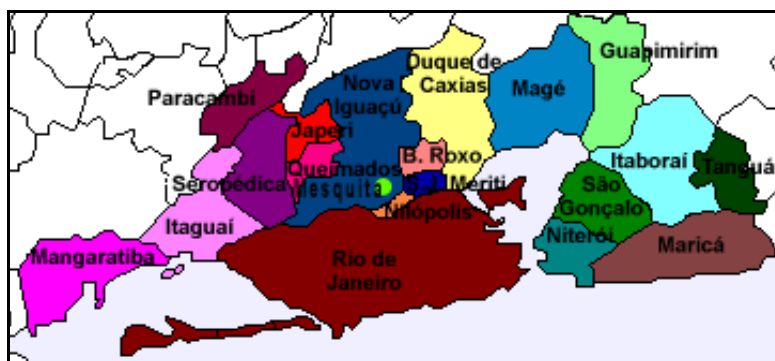 Guapimirim
Duque de
Caxias
Nova
Iguaçú
Magé
Paracambi
Japeri
B. Roxo
Itaboraí
Tanguá
Queimados
Seropédica
Mesquita
S.J. Meriti
São
Gonçalo
Nilópolis
Itaguaí
Niterói
Maricá
Mangaratiba
Rio de
Janeiro